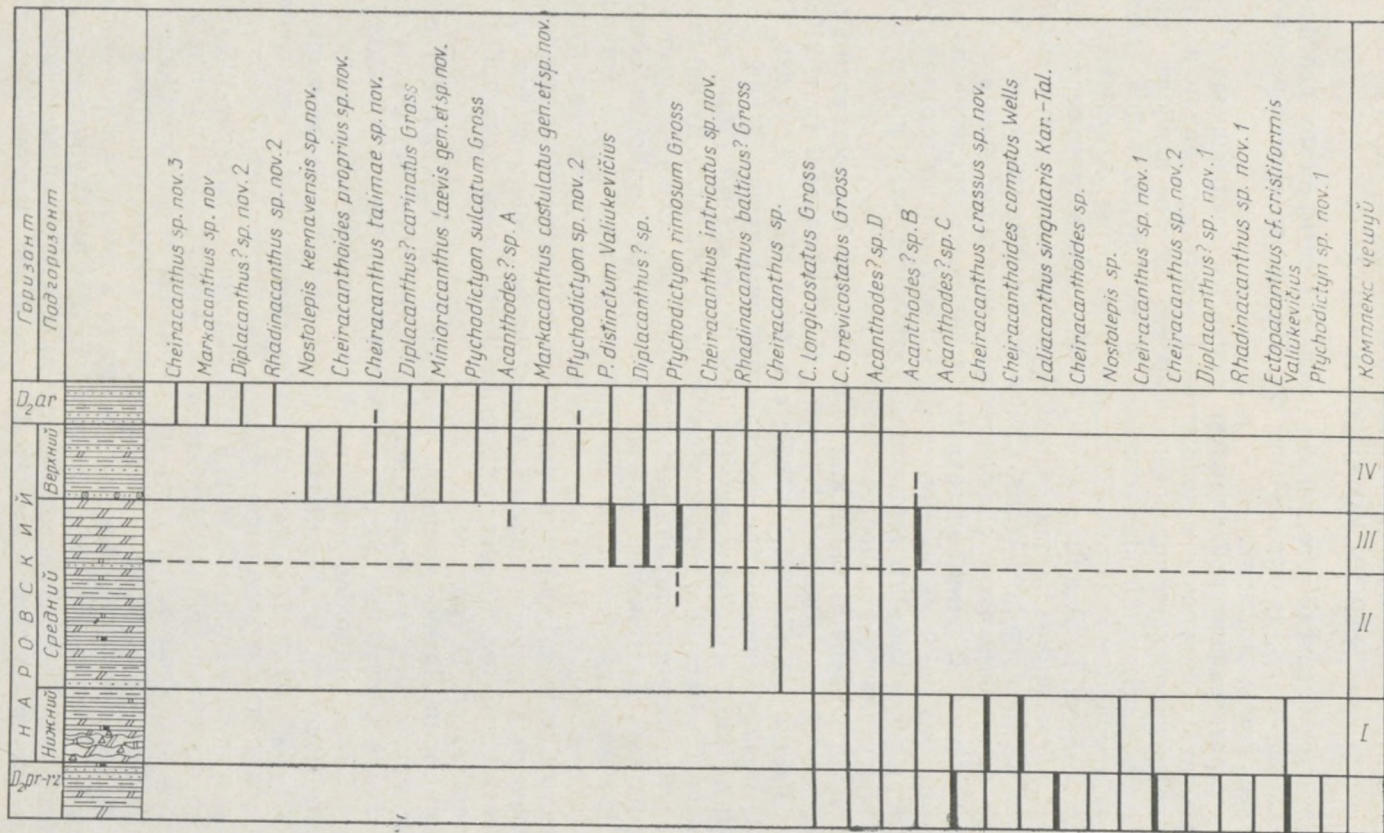 Горизонт
Подгоризонт
Cheiracanthus sp. nov. 3
Markacanthus sp. nov
Diplacanthus? sp. nov. 2
Rhadinacanthus sp. nov. 2
Nostolepis kernavensis sp. nov.
Cheiracanthoides proprius sp. nov.
Cheiracanthus talimae sp. nov.
Diplacanthus? carinatus Gross
Miniorathus laevis gen. et sp. nov.
Ptychodictyon sulcatum Gross
Acanthodes? sp. A
Markacanthus costulatus gen. et sp. nov.
Ptychodictyon sp. nov. 2
P. distinctum Valiukevičius
Diplacanthus? sp.
Ptychodictyon rimosum Gross
Cheiracanthus intricatus sp. nov.
Rhadinacanthus balticus? Gross
Cheiracanthus sp.
C. longicostatus Gross
C. brevicostatus Gross
Acanthodes? sp. D
Acanthodes? sp. B
Acanthodes? sp. C
Cheiracanthus crassus sp. nov.
Cheiracanthoides comptus Wells
Laliacanthus singularis Kar.-Tal.
Cheiracanthoides sp.
Nostolepis sp.
Cheiracanthus sp. nov. 1
Cheiracanthus sp. nov. 2
Diplacanthus? sp. nov. 1
Rhadinacanthus sp. nov. 1
Ectopacanthus cf. cristiformis
Valiukevičius
Ptychodictyn sp. nov. 1
Комплекс чешуй
D₂ar
НАРОВСКИЙ
Верхний
IV
Средний
III
II
Нижний
I
D₂pr-rz